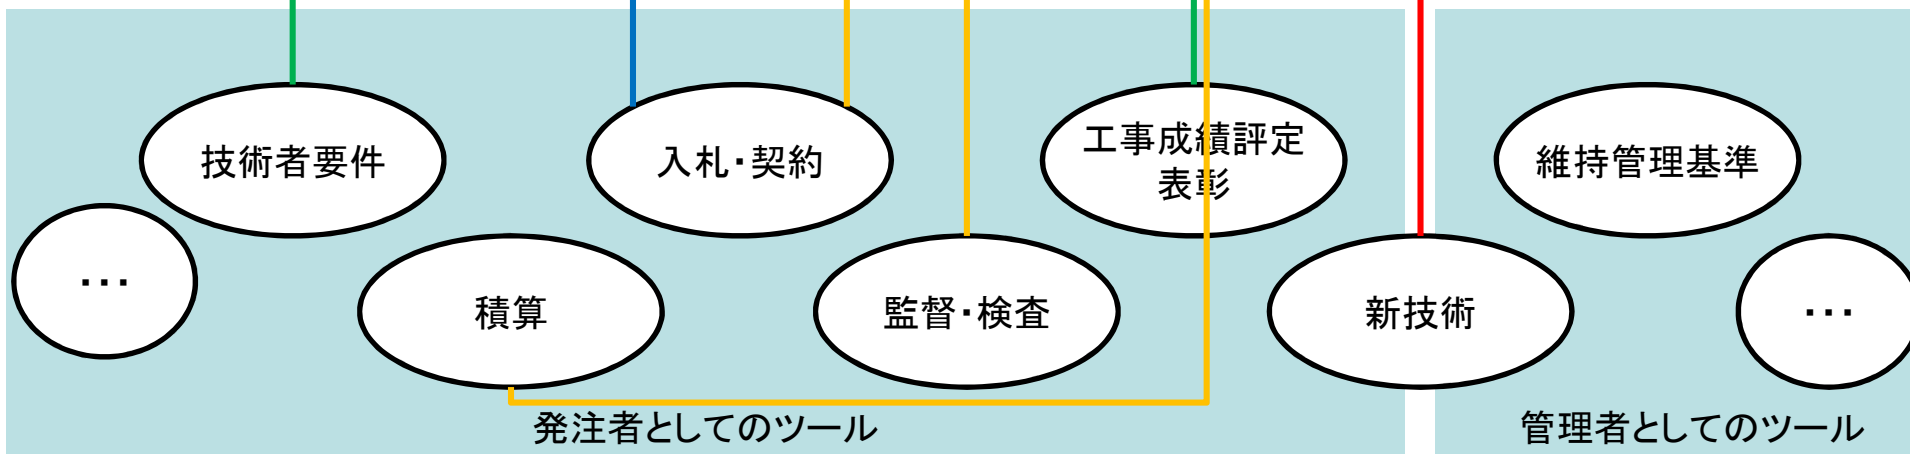 技術者要件
入札・契約
工事成績評定
表彰
維持管理基準
・・・
積算
監督・検査
新技術
・・・
発注者としてのツール
管理者としてのツール